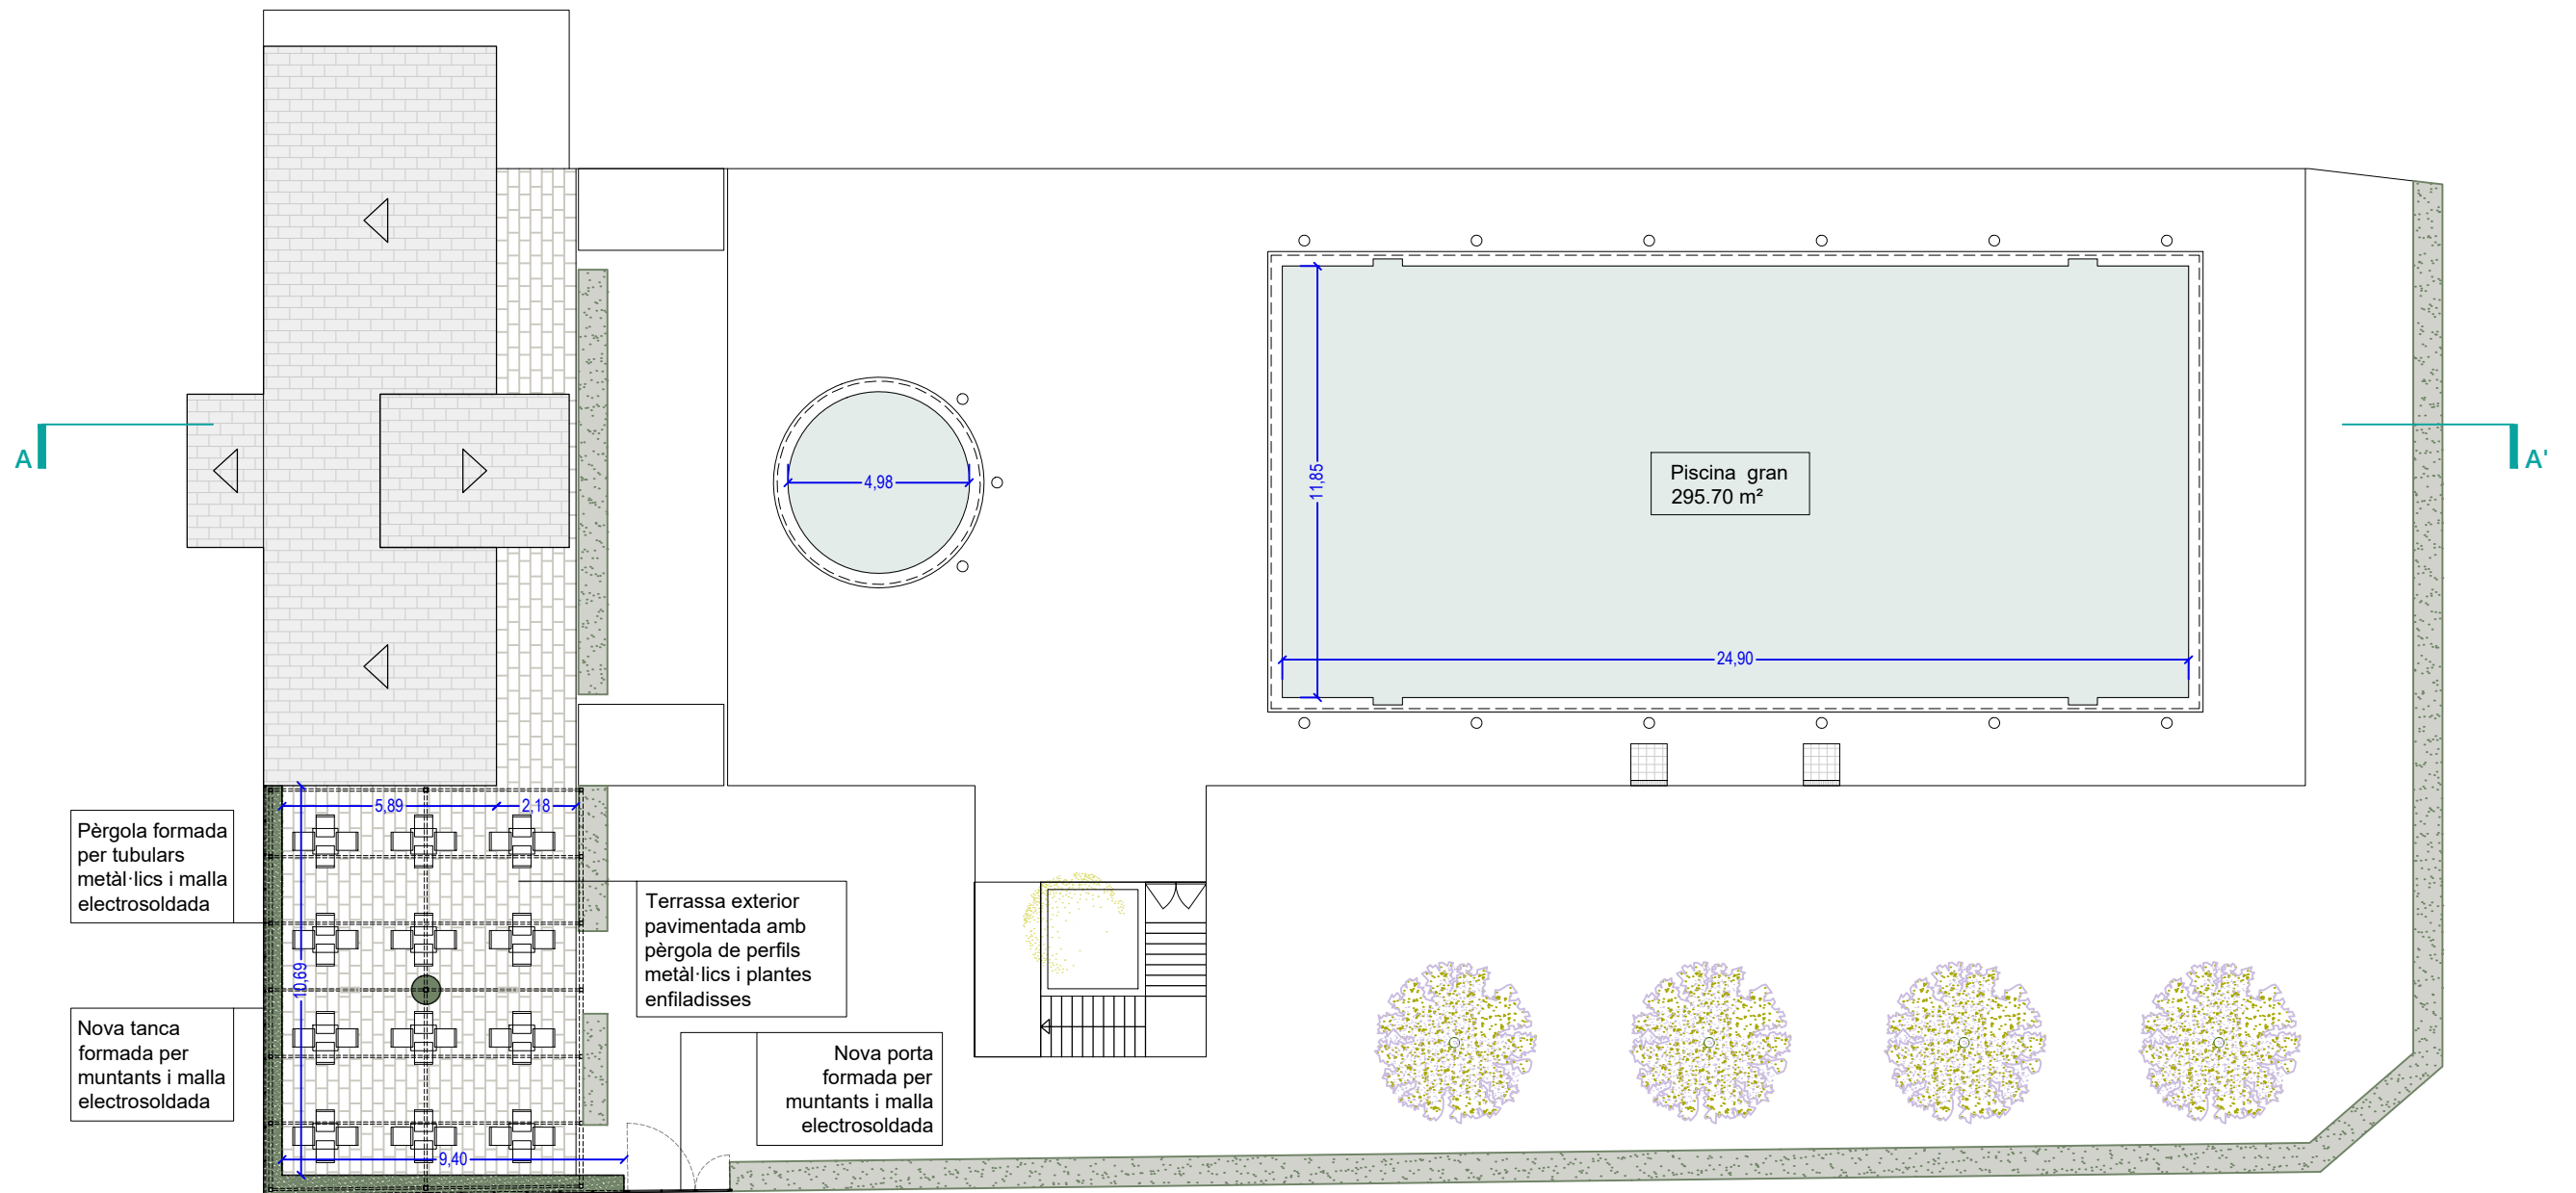 A
A'
4,98
11,85
Piscina gran
295.70 m²
24,90
5,89
2,18
Pèrgola formada
per tubulars
metàl·lics i malla
electrosoldada
Terrassa exterior
pavimentada amb
pèrgola de perfils
metàl·lics i plantes
enfiladisses
10,69
Nova tanca
formada per
muntants i malla
electrosoldada
Nova porta
formada per
muntants i malla
electrosoldada
9,40